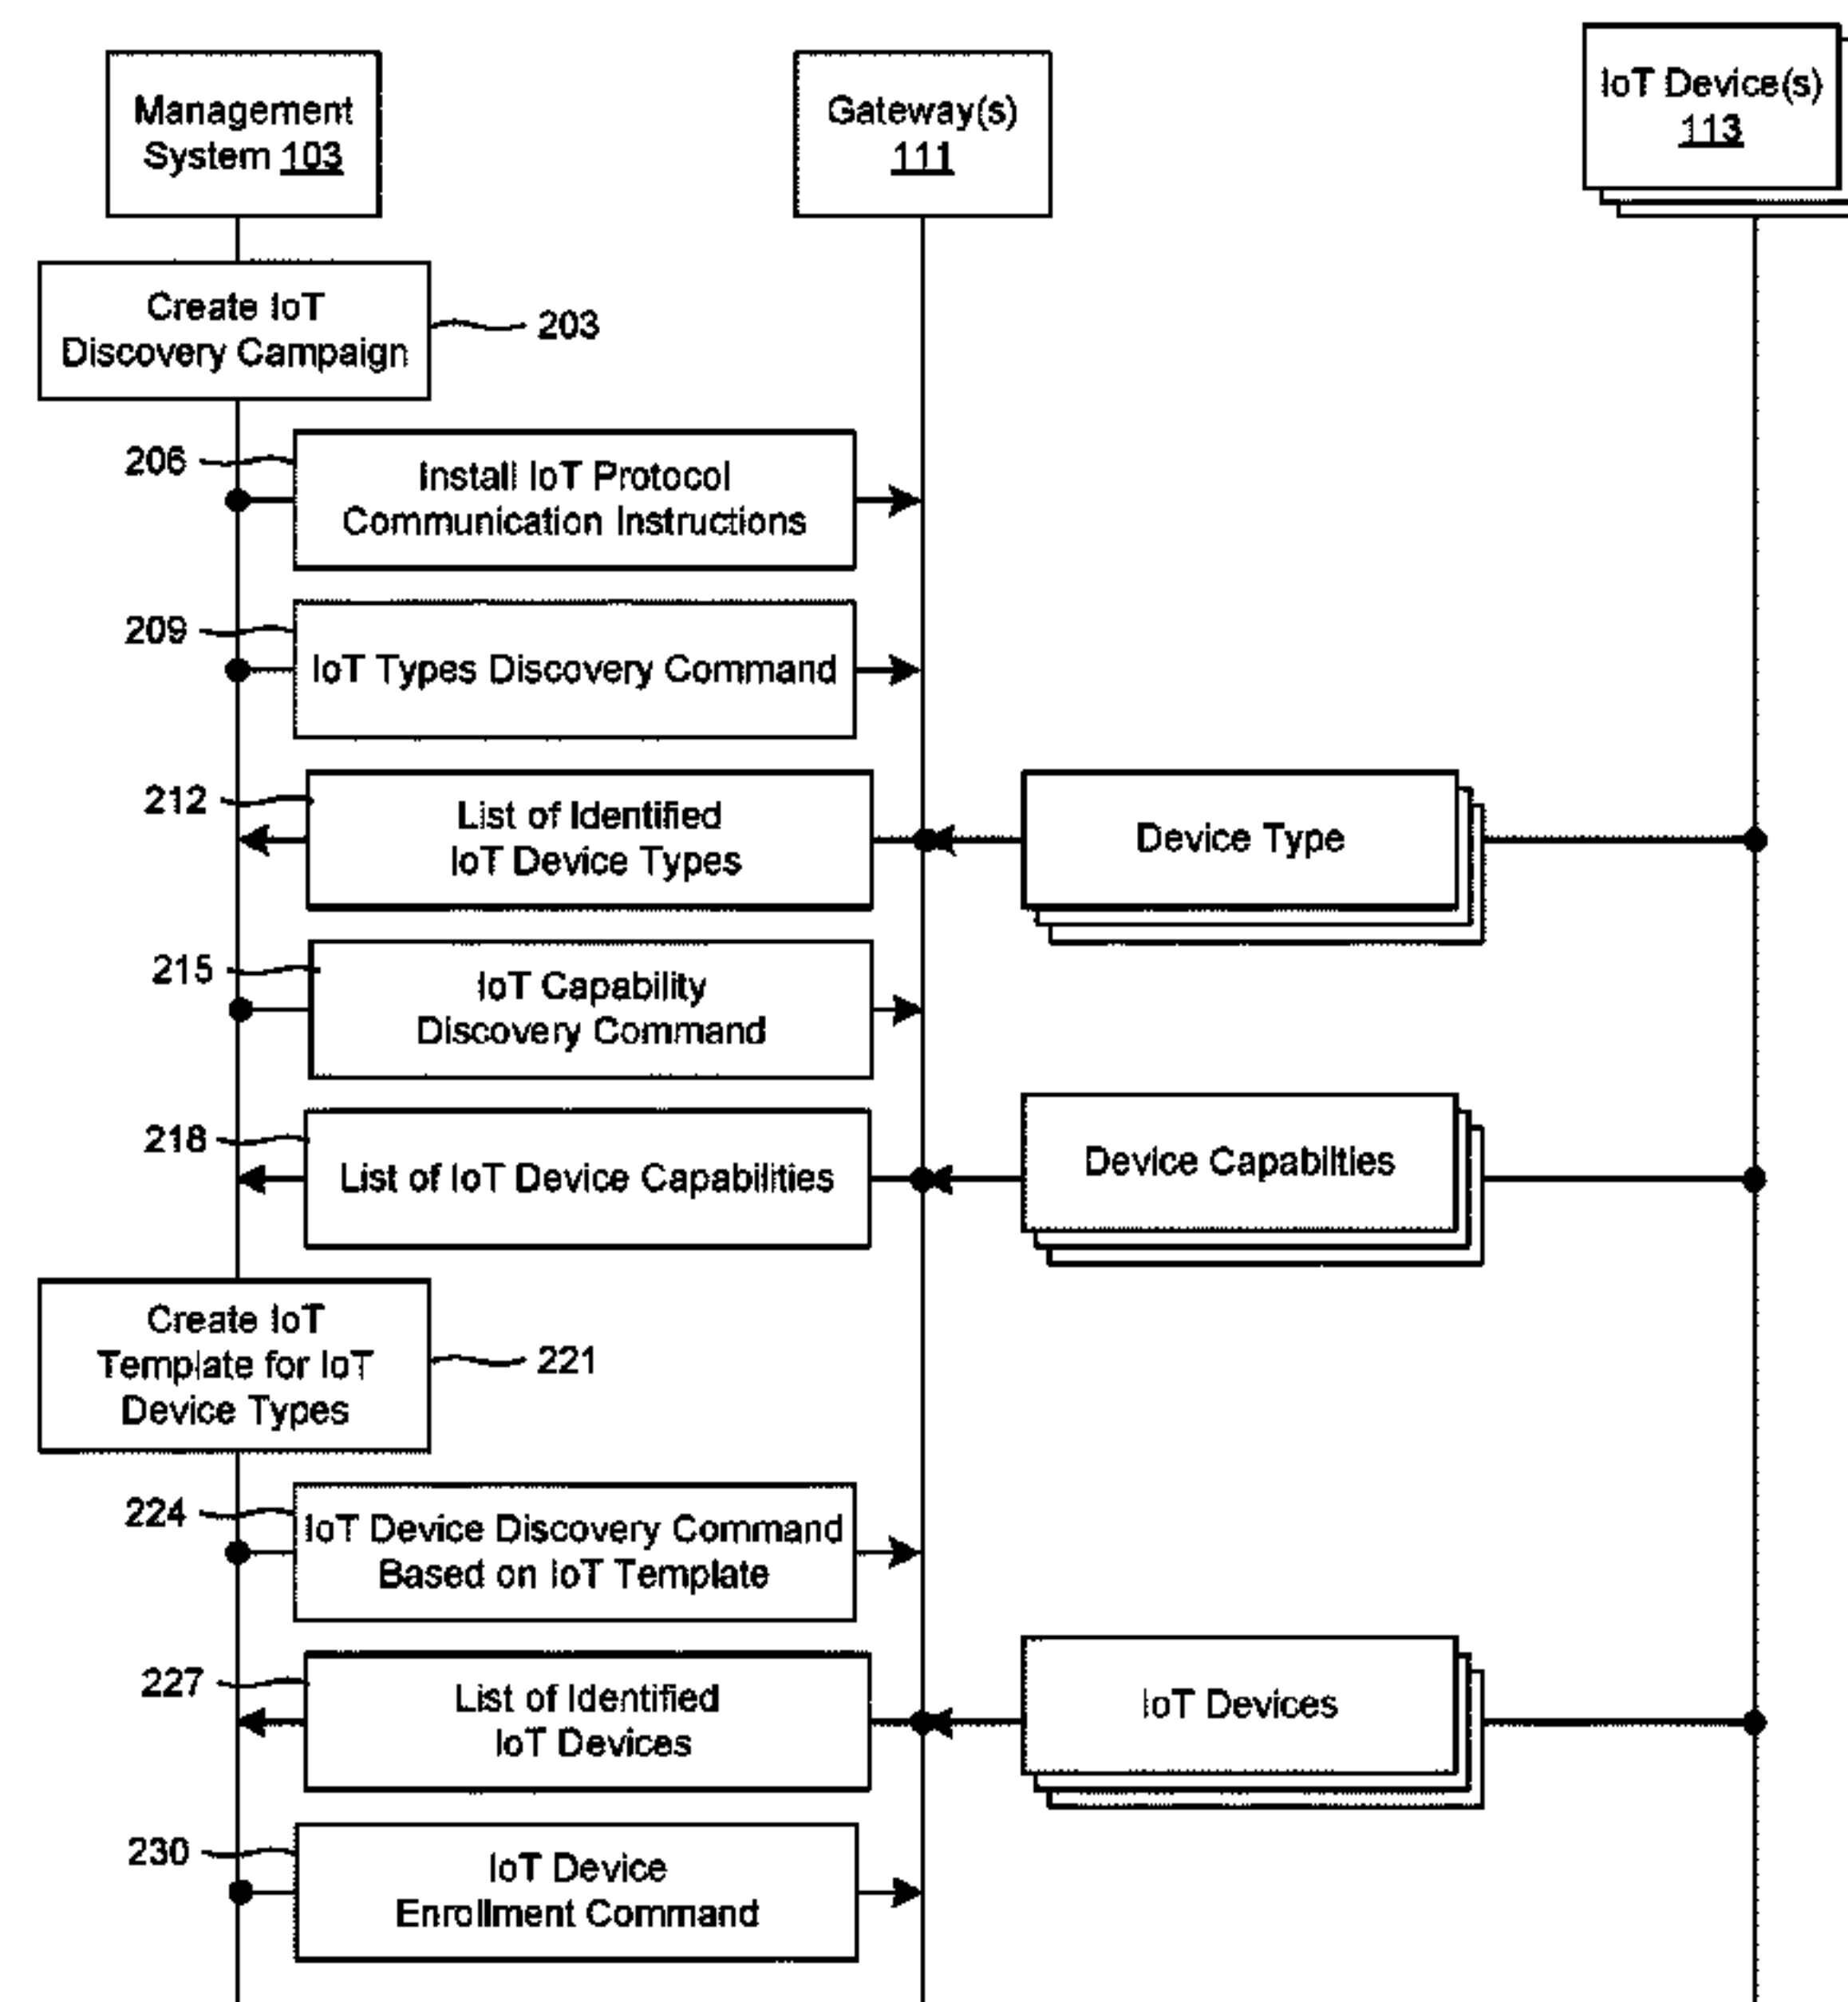 Management
System 103
Gateway(s)
111
IoT Device(s)
113
Create IoT
Discovery Campaign
203
206
Install IoT Protocol
Communication Instructions
209
IoT Types Discovery Command
212
List of Identified
IoT Device Types
Device Type
215
IoT Capability
Discovery Command
218
List of IoT Device Capabilities
Device Capabilties
Create IoT
Template for IoT
Device Types
221
224
IoT Device Discovery Command
Based on IoT Template
227
List of Identified
IoT Devices
IoT Devices
230
IoT Device
Enrollment Command